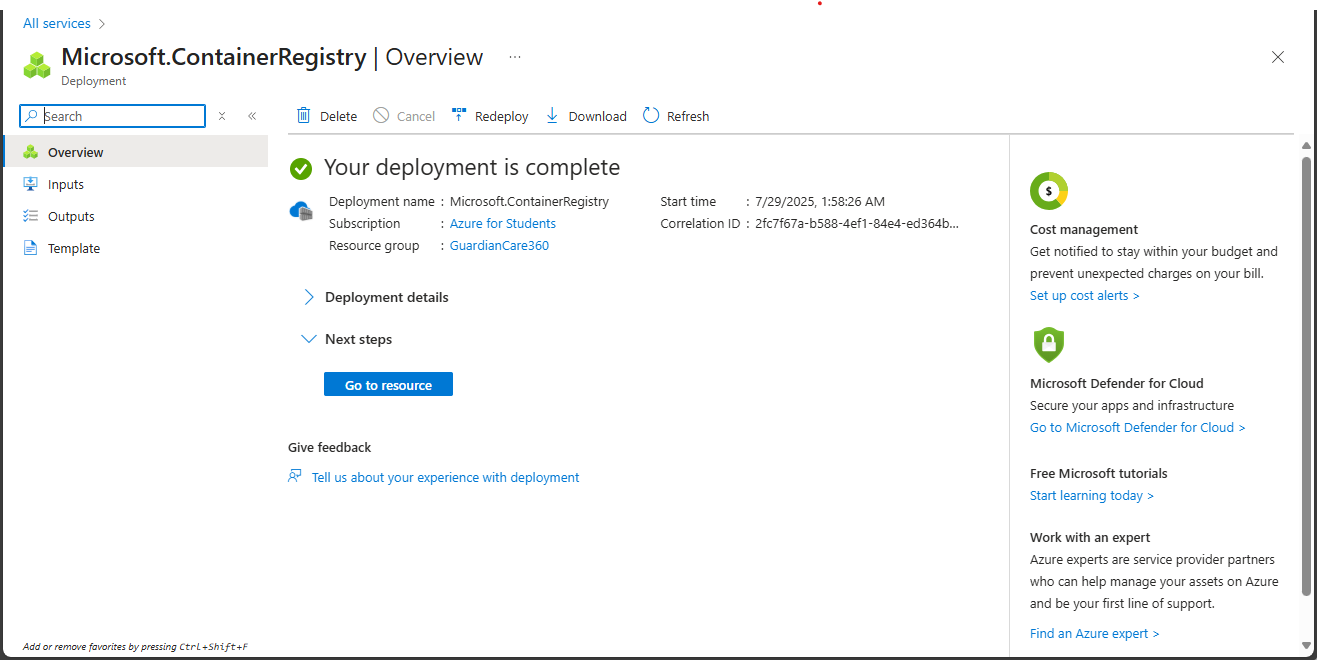 All services >
Microsoft.ContainerRegistry | Overview ...
Deployment
Search
Overview
Inputs
Outputs
Template
Add or remove favorites by pressing Ctrl+Shift+F
Delete Cancel Redeploy Download Refresh
Your deployment is complete
Deployment name : Microsoft.ContainerRegistry
Subscription : Azure for Students
Resource group : GuardianCare360
Start time : 7/29/2025, 1:58:26 AM
Correlation ID : 2fc7f67a-b588-4ef1-84e4-ed364b...
Deployment details
Next steps
Go to resource
Give feedback
Tell us about your experience with deployment
$
Cost management
Get notified to stay within your budget and
prevent unexpected charges on your bill.
Set up cost alerts >
Microsoft Defender for Cloud
Secure your apps and infrastructure
Go to Microsoft Defender for Cloud >
Free Microsoft tutorials
Start learning today >
Work with an expert
Azure experts are service provider partners
who can help manage your assets on Azure
and be your first line of support.
Find an Azure expert >